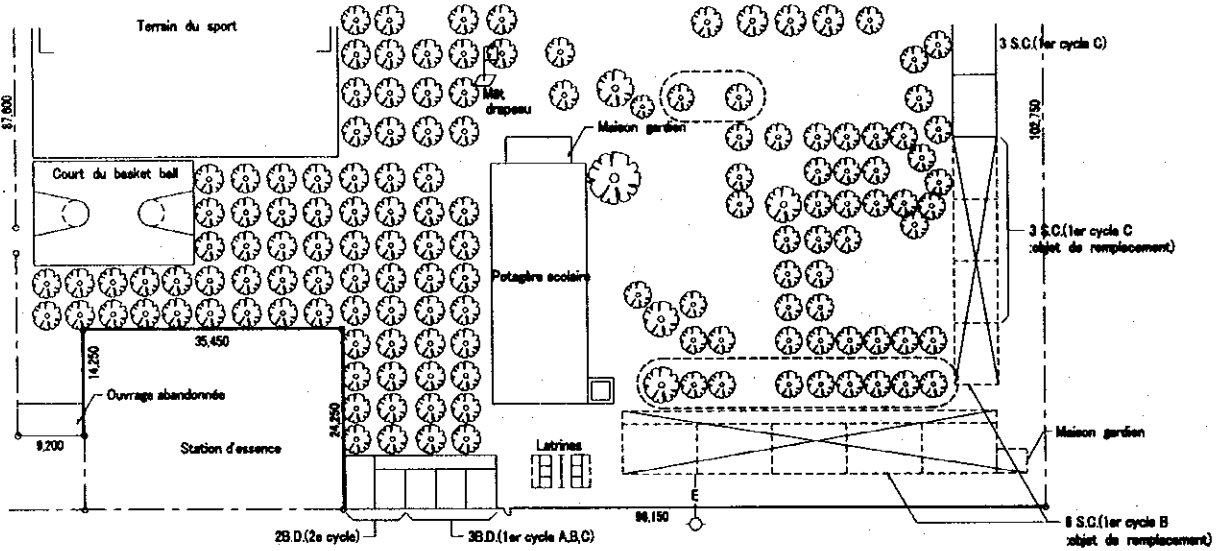 Terrain du sport
3 S.C.(1er cycle C)
Mât
drapeau
87,600
102,750
Maison gardien
Court du basket ball
3 S.C.(1er cycle C
objet de remplacement)
Potagère scolaire
35,450
14,250
Ouvrage abandonnée
24,250
9,200
Station d'essence
Latrines
Maison gardien
E
98,150
2B.D.(2e cycle)
3B.D.(1er cycle A,B,C)
6 S.C.(1er cycle B
objet de remplacement)